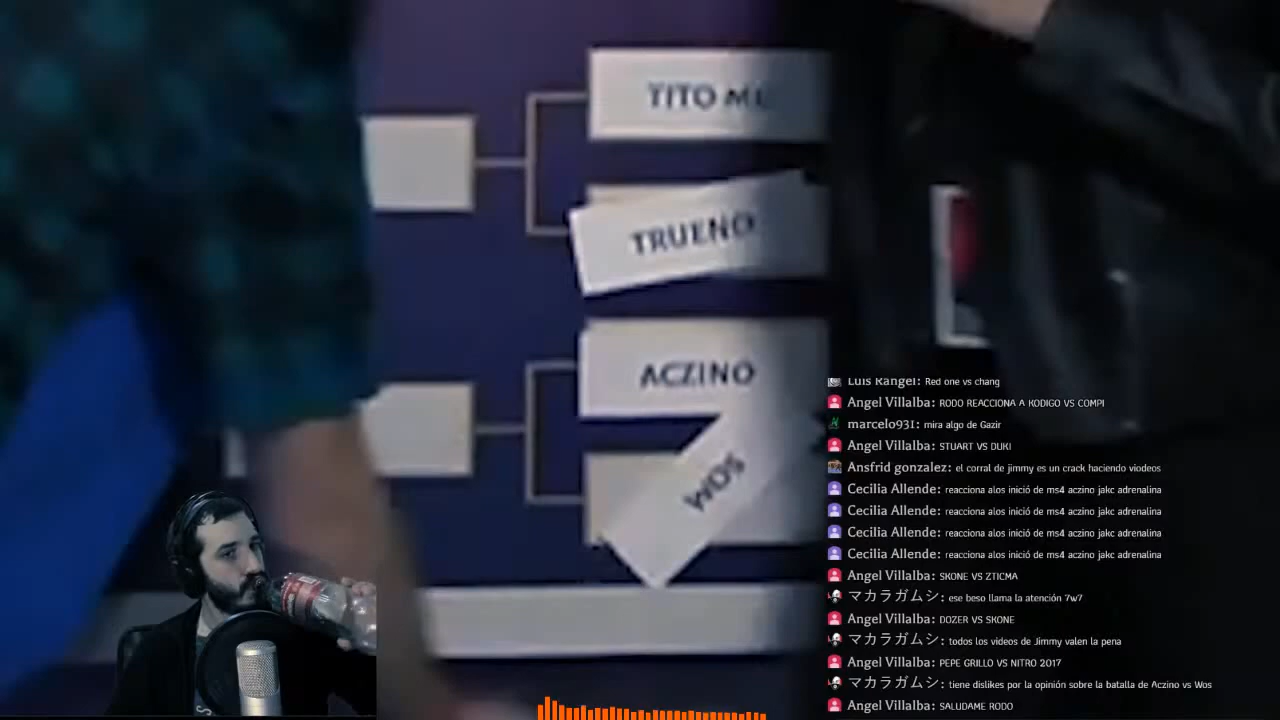 TITO M
TRUENO
ACZINO
WOS
Luis Rangel: Red one vs chang
Angel Villalba: RODO REACCIONA A KODIGO VS COMPI
marcelo931: mira algo de Gazir
Angel Villalba: STUART VS DUKI
Ansfrid gonzalez: el corral de jimmy es un crack haciendo viodeos
Cecilia Allende: reacciona alos inició de ms4 aczino jakc adrenalina
Cecilia Allende: reacciona alos inició de ms4 aczino jakc adrenalina
Cecilia Allende: reacciona alos inició de ms4 aczino jakc adrenalina
Cecilia Allende: reacciona alos inició de ms4 aczino jakc adrenalina
Angel Villalba: SKONE VS ZTICMA
マカラガムシ: ese beso llama la atención 7w7
Angel Villalba: DOZER VS SKONE
マカラガムシ: todos los videos de Jimmy valen la pena
Angel Villalba: PEPE GRILLO VS NITRO 2017
マカラガムシ: tiene dislikes por la opinión sobre la batalla de Aczino vs Wos
Angel Villalba: SALUDAME RODO